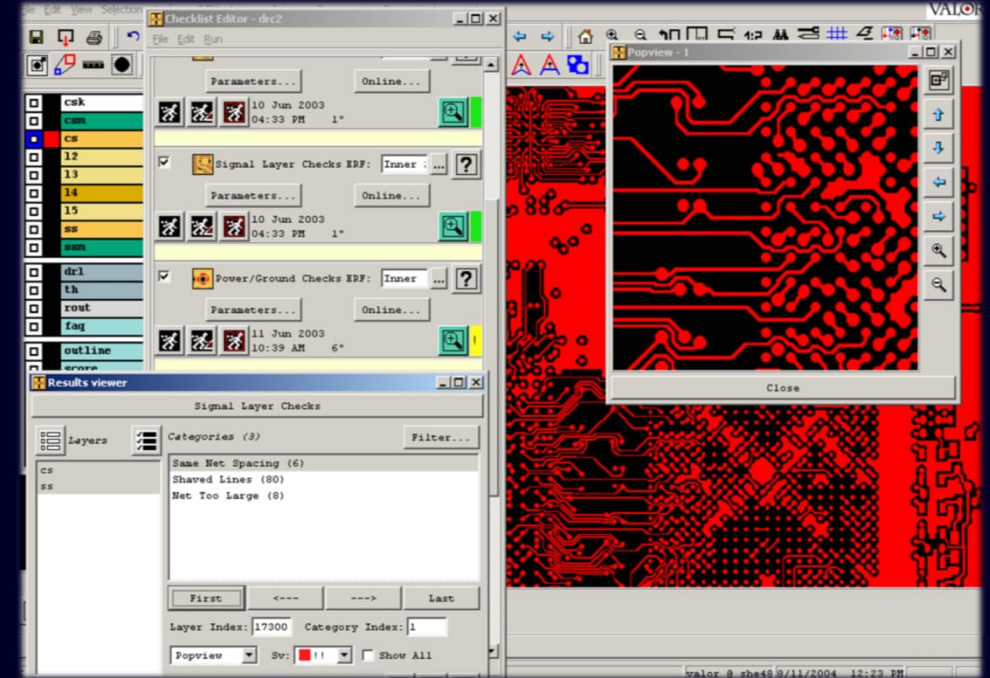 File Edit View Selection
Checklist Editor - drc2
VALOR
File Edit Run
Popview - 1
Parameters... Online...
10 Jun 2003
04:33 PM 1"
csk
csm
cs
l2
l3
l4
l5
ss
ssm
drl
th
rout
faq
outline
score
Signal Layer Checks ERF: Inner ... ?
Parameters... Online...
10 Jun 2003
04:33 PM 1"
Power/Ground Checks ERF: Inner ... ?
Parameters... Online...
11 Jun 2003
10:39 AM 6" !
Close
Results viewer
Signal Layer Checks
Layers Categories (3) Filter...
cs
ss
Same Net Spacing (6)
Shaved Lines (80)
Net Too Large (8)
First <--- ---> Last
Layer Index: 17300 Category Index: 1
Popview Sv: !! Show All
valor @ she48 8/11/2004 12:23 PM